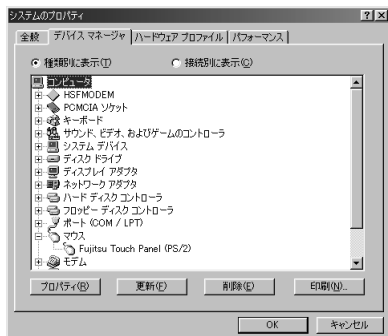 システムのプロパティ
全般 デバイス マネージャ ハードウェア プロファイル パフォーマンス
種類別に表示(T) 接続別に表示(C)
コンピュータ
HSFMODEM
PCMCIA ソケット
キーボード
サウンド、ビデオ、およびゲームのコントローラ
システム デバイス
ディスク ドライブ
ディスプレイ アダプタ
ネットワーク アダプタ
ハード ディスク コントローラ
フロッピー ディスク コントローラ
ポート (COM / LPT)
マウス
Fujitsu Touch Panel (PS/2)
モデム
プロパティ(R) 更新(F) 削除(E) 印刷(N)...
OK キャンセル